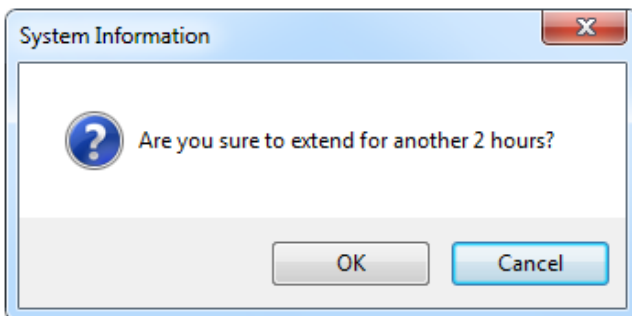 System Information
Are you sure to extend for another 2 hours?
OK
Cancel